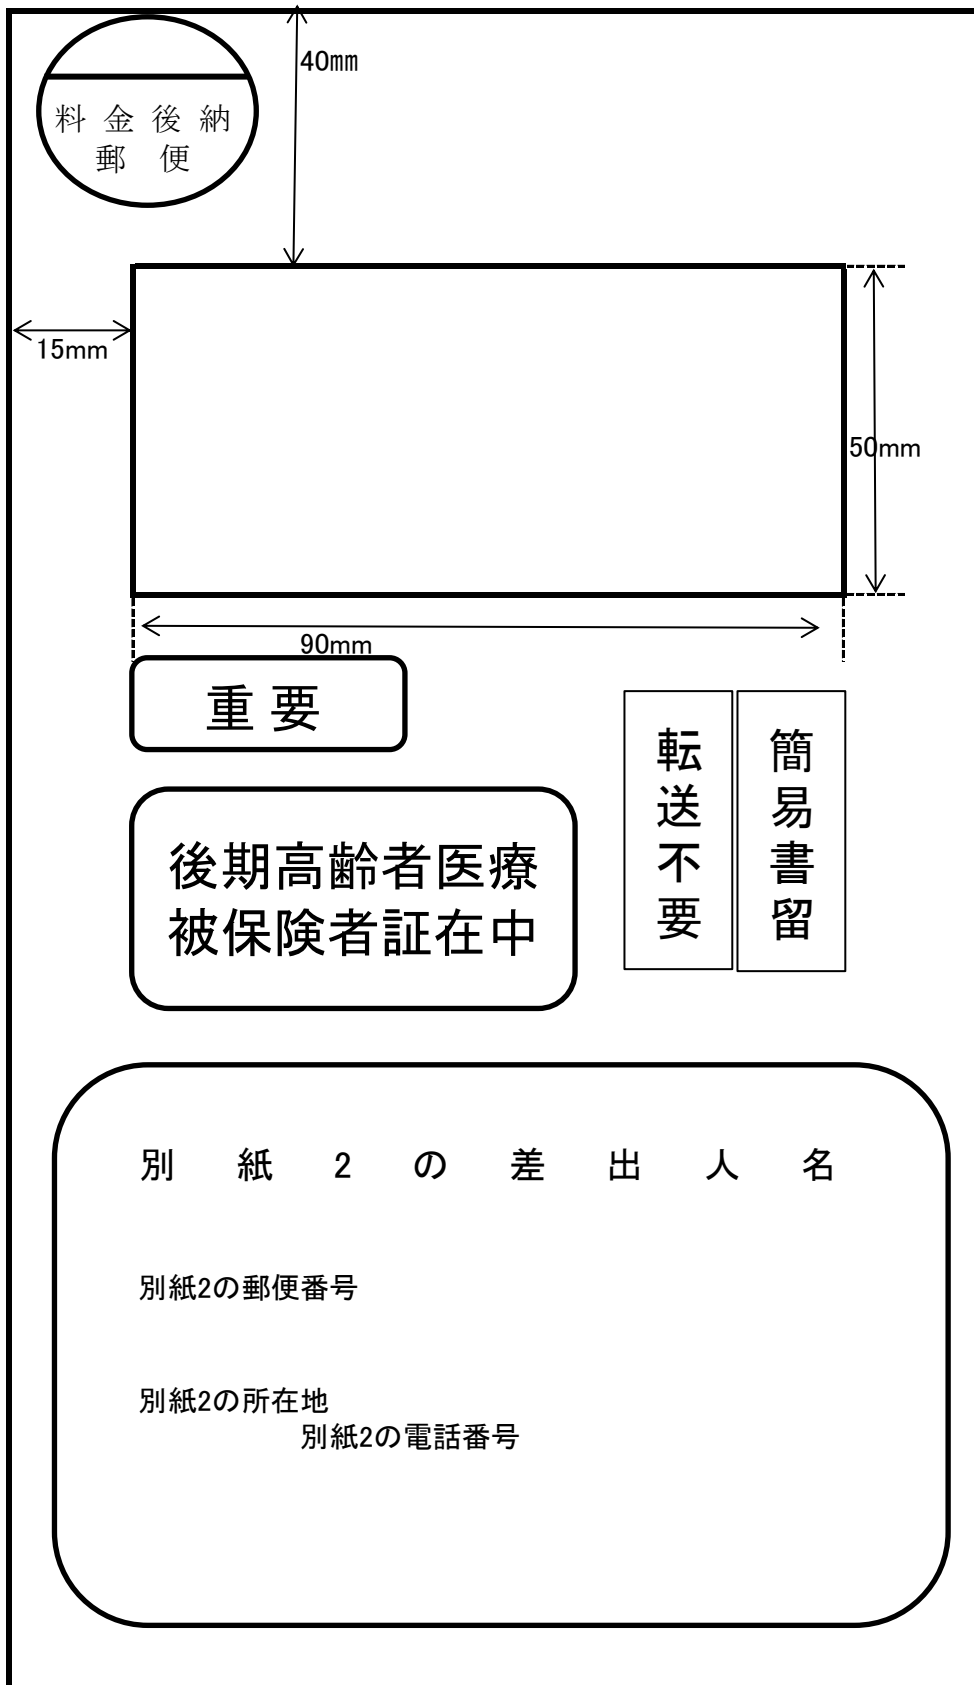 40mm
料金後納
郵便
15mm
50mm
90mm
重要
簡易書留
転送不要
後期高齢者医療
被保険者証在中
別紙2の差出人名
別紙2の郵便番号
別紙2の所在地
別紙2の電話番号